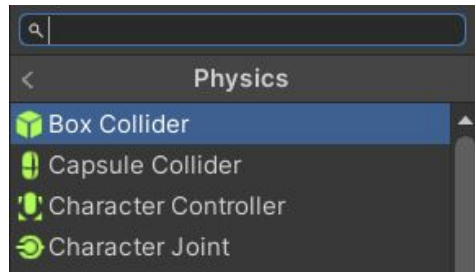 Physics
Box Collider
Capsule Collider
Character Controller
Character Joint